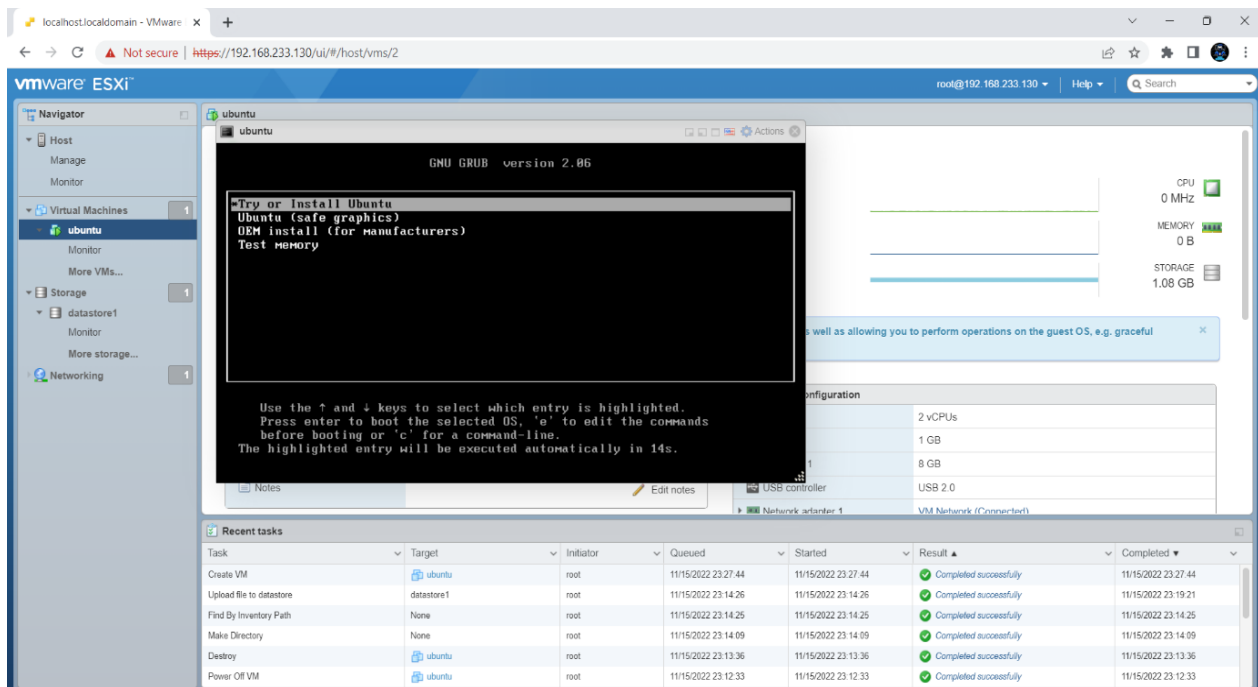 localhost.localdomain - VMware
Not secure | https://192.168.233.130/ui/#/host/vms/2
vmware ESXi™
root@192.168.233.130 Help Search
Navigator
Host
Manage
Monitor
Virtual Machines 1
ubuntu
Monitor
More VMs...
Storage 1
datastore1
Monitor
More storage...
Networking 1
ubuntu
ubuntu Actions
GNU GRUB version 2.06
*Try or Install Ubuntu
Ubuntu (safe graphics)
OEM install (for manufacturers)
Test memory
Use the ↑ and ↓ keys to select which entry is highlighted.
Press enter to boot the selected OS, 'e' to edit the commands
before booting or 'c' for a command-line.
The highlighted entry will be executed automatically in 14s.
CPU
0 MHz
MEMORY
0 B
STORAGE
1.08 GB
s well as allowing you to perform operations on the guest OS, e.g. graceful
onfiguration
2 vCPUs
1 GB
1 8 GB
USB controller USB 2.0
Network adapter 1 VM Network (Connected)
Notes Edit notes
Recent tasks
Task Target Initiator Queued Started Result ▲ Completed ▼
Create VM ubuntu root 11/15/2022 23:27:44 11/15/2022 23:27:44 Completed successfully 11/15/2022 23:27:44
Upload file to datastore datastore1 root 11/15/2022 23:14:26 11/15/2022 23:14:26 Completed successfully 11/15/2022 23:19:21
Find By Inventory Path None root 11/15/2022 23:14:25 11/15/2022 23:14:25 Completed successfully 11/15/2022 23:14:25
Make Directory None root 11/15/2022 23:14:09 11/15/2022 23:14:09 Completed successfully 11/15/2022 23:14:09
Destroy ubuntu root 11/15/2022 23:13:36 11/15/2022 23:13:36 Completed successfully 11/15/2022 23:13:36
Power Off VM ubuntu root 11/15/2022 23:12:33 11/15/2022 23:12:33 Completed successfully 11/15/2022 23:12:33